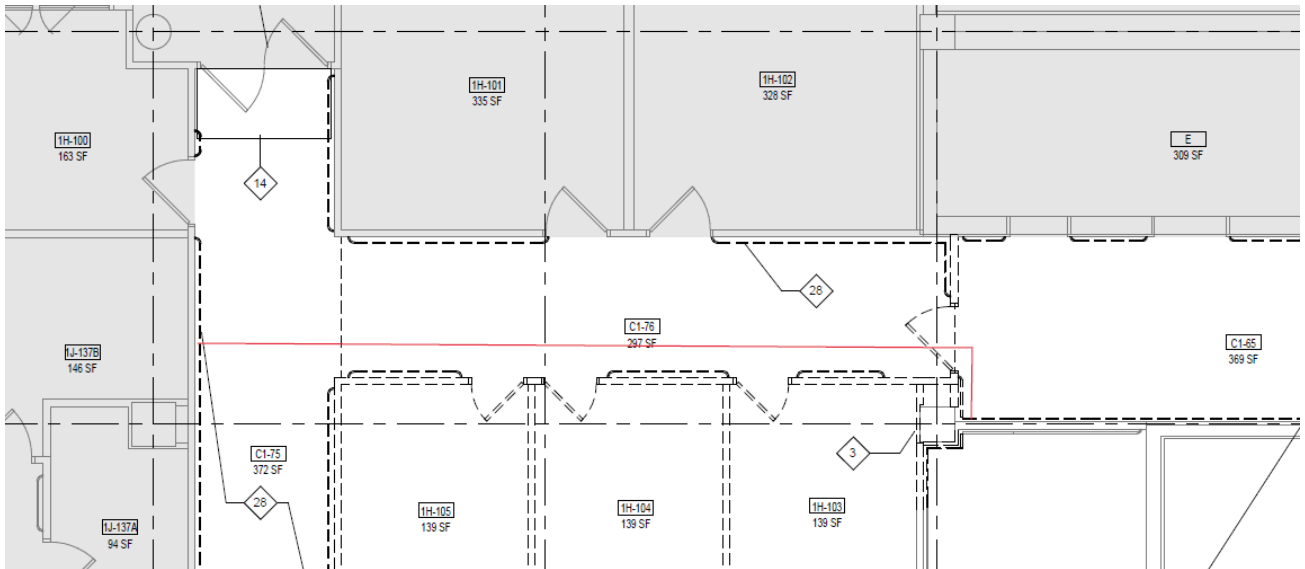 1H-101
335 SF
1H-102
328 SF
1H-100
163 SF
E
309 SF
14
28
C1-76
297 SF
1J-137B
146 SF
C1-65
369 SF
C1-75
372 SF
3
28
1H-105
139 SF
1H-104
139 SF
1H-103
139 SF
1J-137A
94 SF